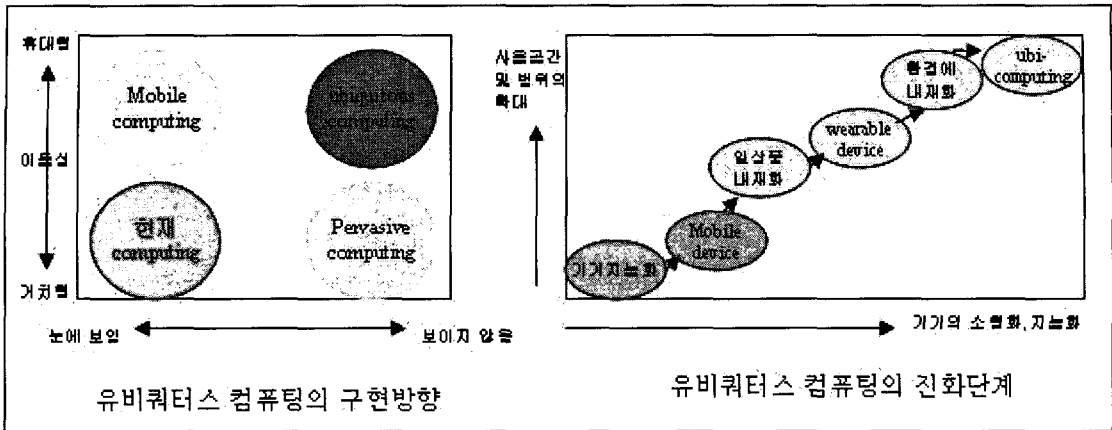 휴대형
이동성
거치형
Mobile
computing
ubiquitous
computing
현재
computing
Pervasive
computing
눈에 보임
보이지 않음
유비쿼터스 컴퓨팅의 구현방향
사용공간
및 범위의
확대
기기지능화
Mobile
device
일상품
내재화
wearable
device
환경에
내재화
ubi-
computing
기기의 소형화, 지능화
유비쿼터스 컴퓨팅의 진화단계